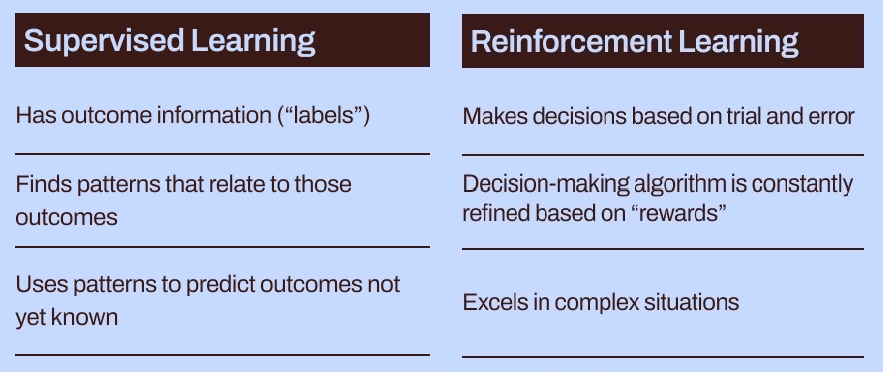 Supervised Learning
Has outcome information (“labels”)
Finds patterns that relate to those
outcomes
Uses patterns to predict outcomes not
yet known
Reinforcement Learning
Makes decisions based on trial and error
Decision-making algorithm is constantly
refined based on “rewards”
Excels in complex situations